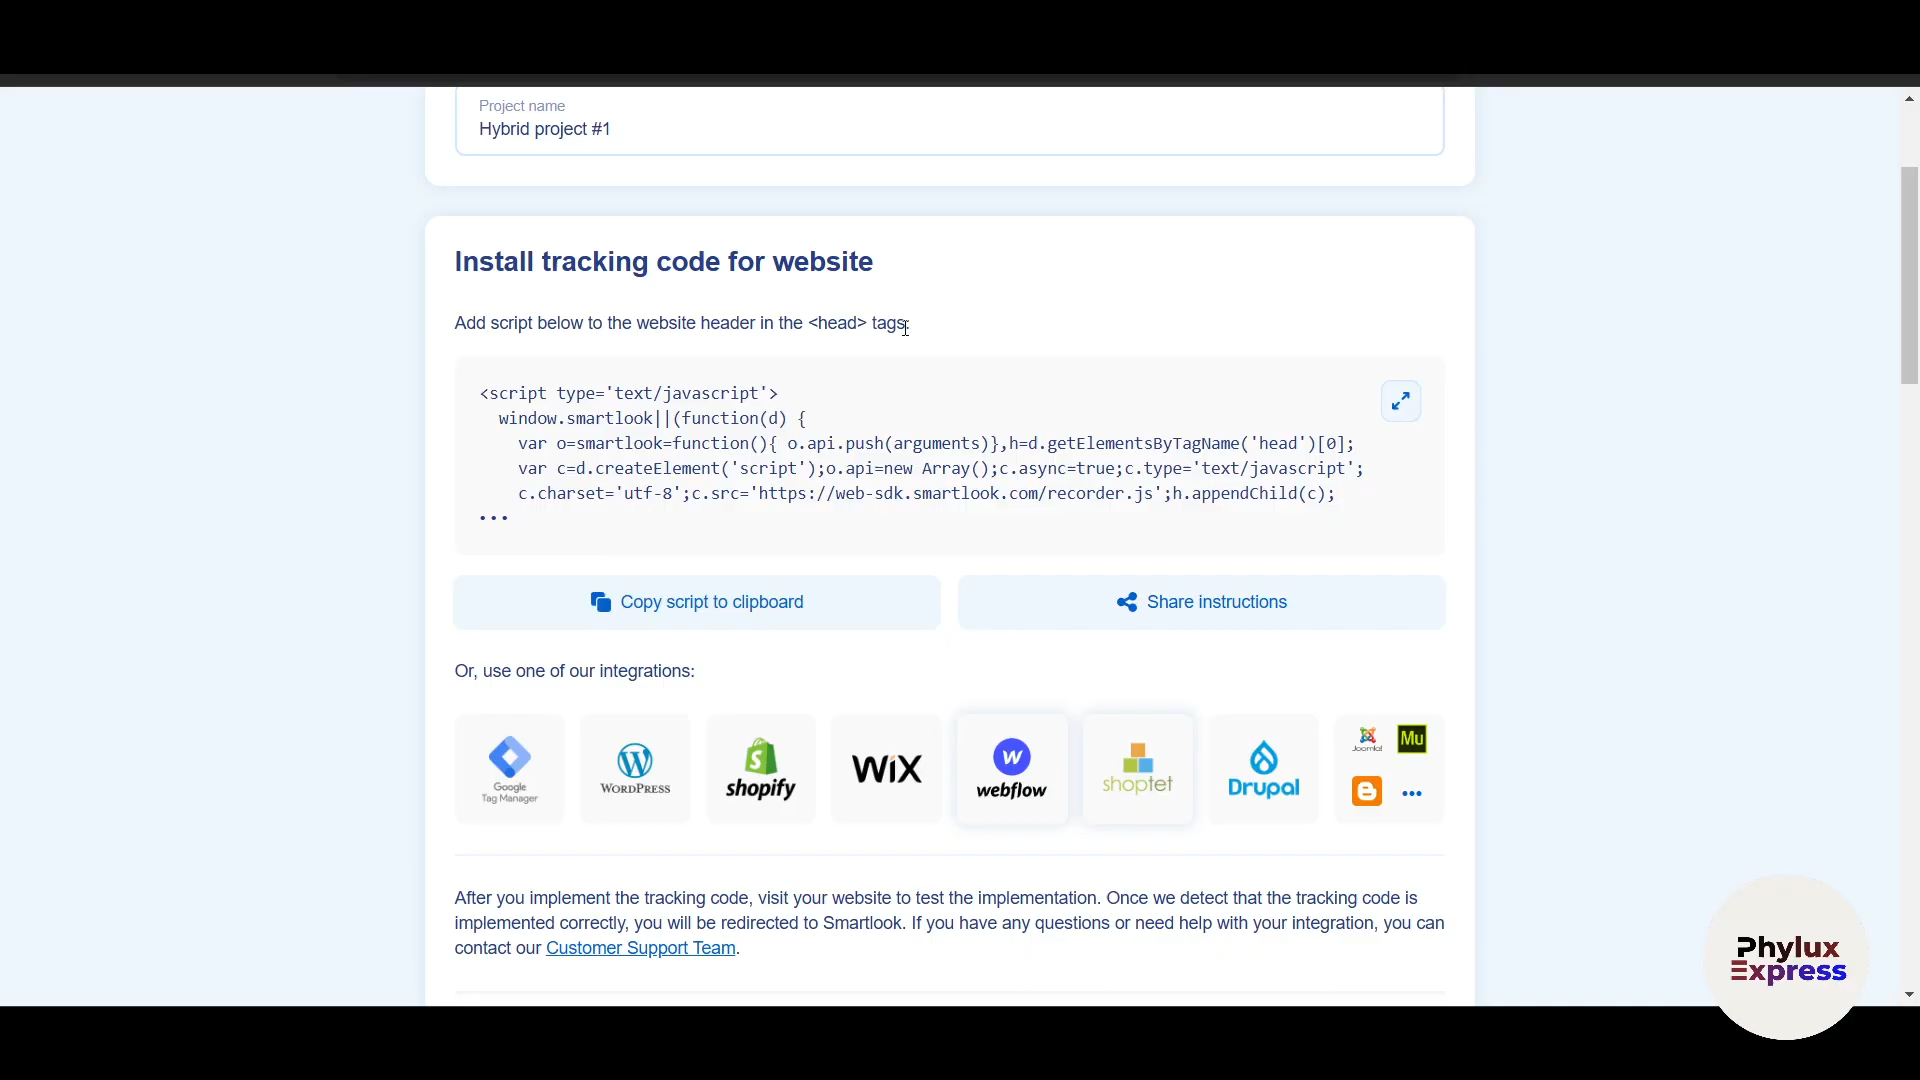 Project name
Hybrid project #1
Install tracking code for website
Add script below to the website header in the <head> tags:
<script type='text/javascript'>
  window.smartlook||(function(d) {
    var o=smartlook=function(){ o.api.push(arguments)},h=d.getElementsByTagName('head')[0];
    var c=d.createElement('script');o.api=new Array();c.async=true;c.type='text/javascript';
    c.charset='utf-8';c.src='https://web-sdk.smartlook.com/recorder.js';h.appendChild(c);
...
Copy script to clipboard
Share instructions
Or, use one of our integrations:
Google
Tag Manager
WORDPRESS
shopify
WiX
W
webflow
shoptet
Drupal
Joomla!
Mu
After you implement the tracking code, visit your website to test the implementation. Once we detect that the tracking code is
implemented correctly, you will be redirected to Smartlook. If you have any questions or need help with your integration, you can
contact our Customer Support Team.
Phylux
Express